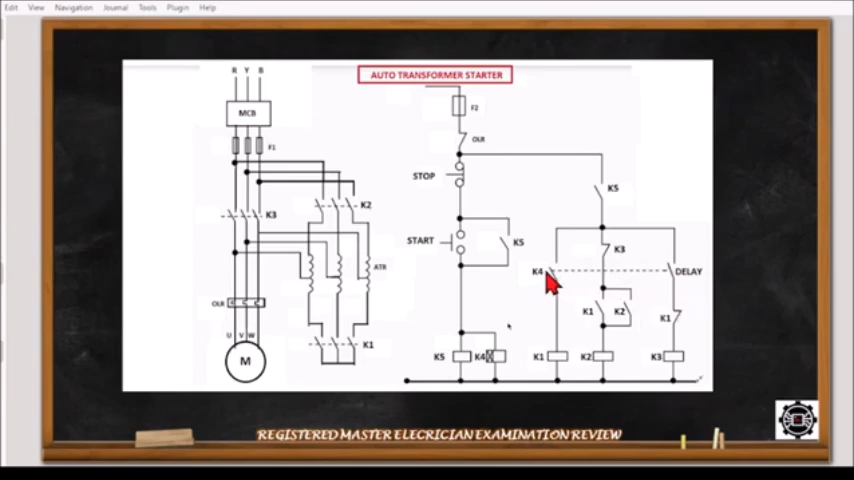 Edit View Navigation Journal Tools Plugin Help
AUTO TRANSFORMER STARTER
R Y B
MCB
F1
K3
K2
ATR
OLR
U V W
M
K1
F2
OLR
STOP
START
K5
K5
K4
K5
K3
K4
DELAY
K1
K2
K1
K1
K2
K3
REGISTERED MASTER ELECRICIAN EXAMINATION REVIEW